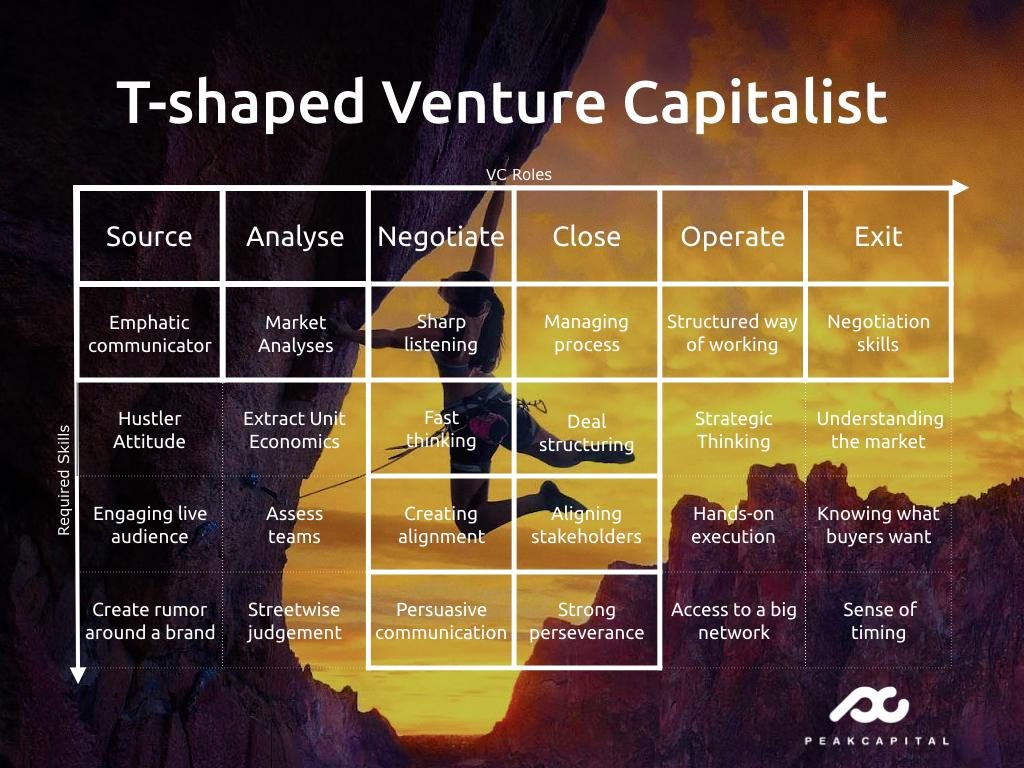 T-shaped Venture Capitalist
VC Roles
Required Skills
Source
Analyse
Negotiate
Close
Operate
Exit
Emphatic
communicator
Market
Analyses
Sharp
listening
Managing
process
Structured way
of working
Negotiation
skills
Hustler
Attitude
Extract Unit
Economics
Fast
thinking
Deal
structuring
Strategic
Thinking
Understanding
the market
Engaging live
audience
Assess
teams
Creating
alignment
Aligning
stakeholders
Hands-on
execution
Knowing what
buyers want
Create rumor
around a brand
Streetwise
judgement
Persuasive
communication
Strong
perseverance
Access to a big
network
Sense of
timing
PEAKCAPITAL